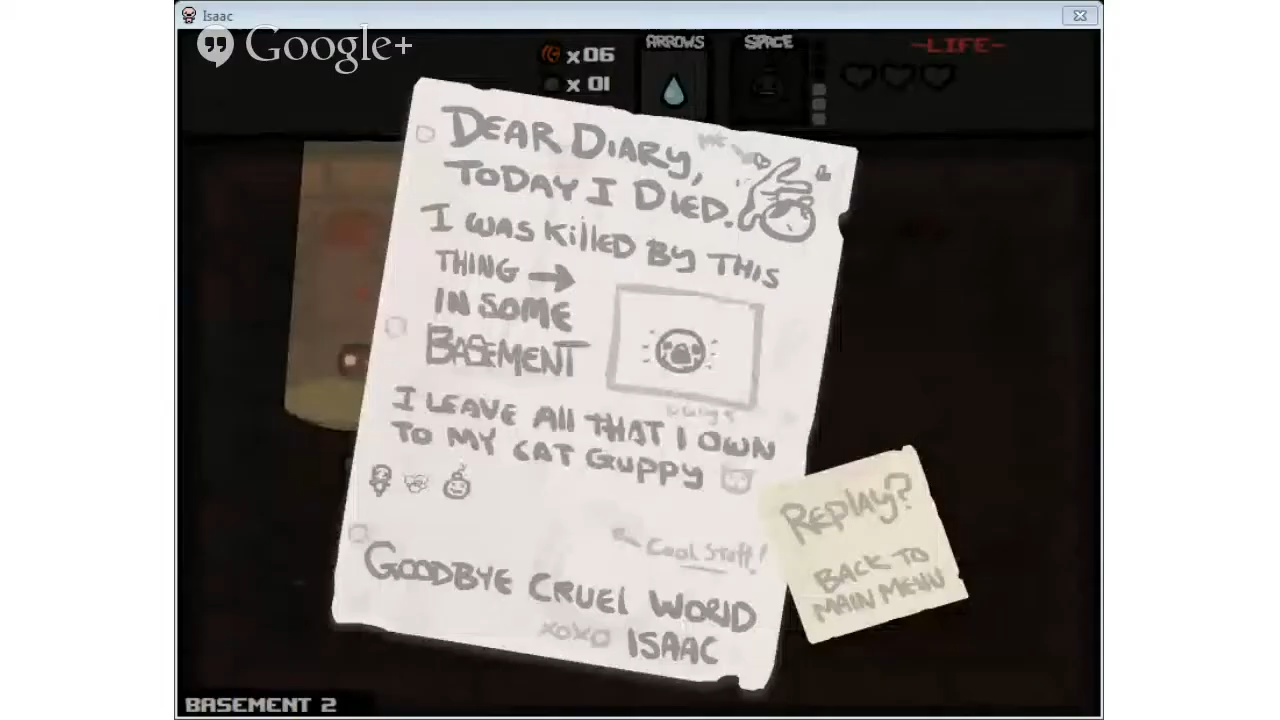 Isaac
Google+
x06
x 01
ARROWS
SPACE
-LIFE-
DEAR DIARY,
TODAY I DIED.
I WAS KILLED BY THIS
THING →
IN SOME
BASEMENT
I LEAVE ALL THAT I OWN
TO MY CAT GUPPY
Cool Stuff!
GOODBYE CRUEL WORLD
XOXO ISAAC
REPLAY?
BACK TO
MAIN MENU
BASEMENT 2